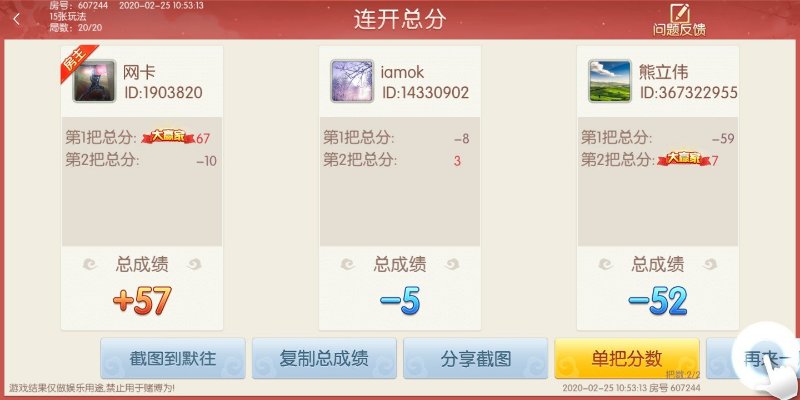 房号：607244 2020-02-25 10:53:13
15张玩法
局数：20/20
连开总分
问题反馈
房主
网卡
ID:1903820
第1把总分: 大赢家 67
第2把总分: -10
总成绩
+57
iamok
ID:14330902
第1把总分: -8
第2把总分: 3
总成绩
-5
熊立伟
ID:367322955
第1把总分: -59
第2把总分: 大赢家 7
总成绩
-52
截图到默往
复制总成绩
分享截图
单把分数
把数:2/2
再来一
游戏结果仅做娱乐用途,禁止用于赌博为!
2020-02-25 10:53:13 房号 607244